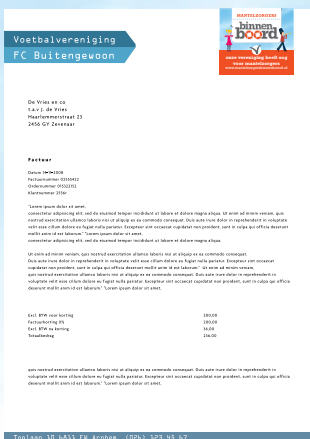 MANTELZORGERS
binnen
boord
onze vereniging heeft oog
voor mantelzorgers
Voetbalvereniging
FC Buitengewoon
De Vries en co
t.a.v J. de Vries
Haarlemmerstraat 23
2456 GY Zevenaar
Factuur
Datum
Factuurnummer
Ordernummer
Klantnummer
"Lorem ipsum dolor sit amet,
consectetur adipiscing elit, sed do eiusmod tempor incididunt ut labore et dolore magna aliqua. Ut enim ad minim veniam, quis
nostrud exercitation ullamco laboris nisi ut aliquip ex ea commodo consequat. Duis aute irure dolor in reprehenderit in voluptate
velit esse cillum dolore eu fugiat nulla pariatur. Excepteur sint occaecat cupidatat non proident, sunt in culpa qui officia deserunt
mollit anim id est laborum." "Lorem ipsum dolor sit amet,
consectetur adipiscing elit, sed do eiusmod tempor incididunt ut labore et dolore magna aliqua.
Ut enim ad minim veniam, quis nostrud exercitation ullamco laboris nisi ut aliquip ex ea commodo consequat.
Duis aute irure dolor in reprehenderit in voluptate velit esse cillum dolore eu fugiat nulla pariatur. Excepteur sint occaecat
cupidatat non proident, sunt in culpa qui officia deserunt mollit anim id est laborum." Ut enim ad minim veniam,
quis nostrud exercitation ullamco laboris nisi ut aliquip ex ea commodo consequat. Duis aute irure dolor in reprehenderit in
voluptate velit esse cillum dolore eu fugiat nulla pariatur. Excepteur sint occaecat cupidatat non proident, sunt in culpa qui officia
deserunt mollit anim id est laborum." "Lorem ipsum dolor sit amet,
Excl. BTW voor korting 200,00
Factuurkorting 0% 200,00
Excl. BTW na korting
Totaalbedrag
quis nostrud exercitation ullamco laboris nisi ut aliquip ex ea commodo consequat. Duis aute irure dolor in reprehenderit in
voluptate velit esse cillum dolore eu fugiat nulla pariatur. Excepteur sint occaecat cupidatat non proident, sunt in culpa qui officia
deserunt mollit anim id est laborum." "Lorem ipsum dolor sit amet,